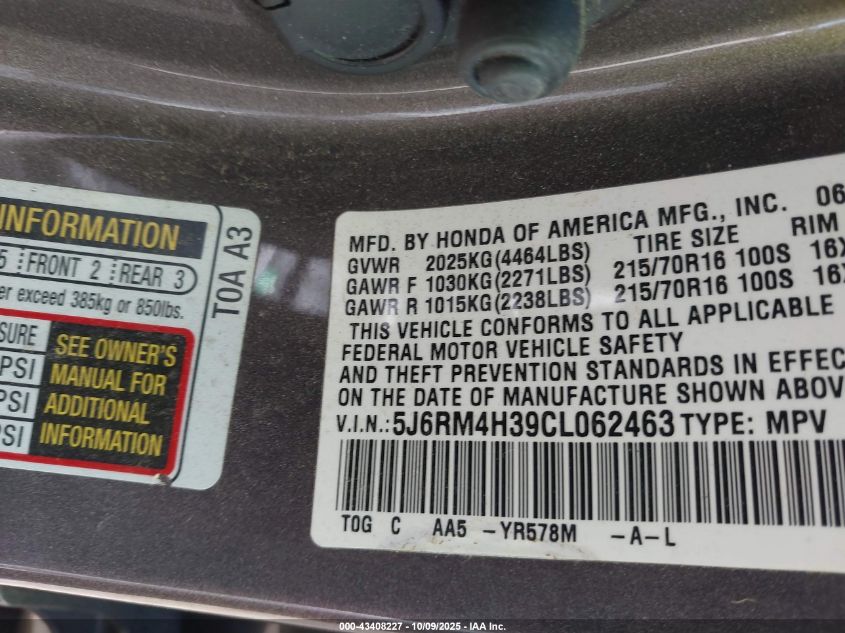 INFORMATION
5 FRONT 2 REAR 3
er exceed 385kg or 850lbs.
SURE
PSI
PSI
PSI
SEE OWNER'S
MANUAL FOR
ADDITIONAL
INFORMATION
T0A A3
MFD. BY HONDA OF AMERICA MFG., INC. 06
TIRE SIZE RIM
GVWR 2025KG(4464LBS)
GAWR F 1030KG(2271LBS) 215/70R16 100S 16X
GAWR R 1015KG(2238LBS) 215/70R16 100S 16X
THIS VEHICLE CONFORMS TO ALL APPLICABLE
FEDERAL MOTOR VEHICLE SAFETY
AND THEFT PREVENTION STANDARDS IN EFFEC
ON THE DATE OF MANUFACTURE SHOWN ABOV
V.I.N.: 5J6RM4H39CL062463 TYPE: MPV
T0G C AA5 -YR578M -A-L
000-43408227 - 10/09/2025 - IAA Inc.